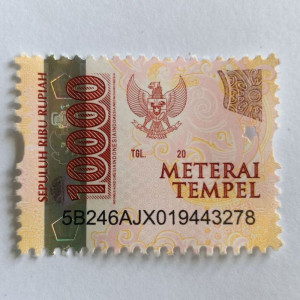 SEPULUH RIBU RUPIAH
10000
TGL. 20
METERAI
TEMPEL
5B246AJX019443278